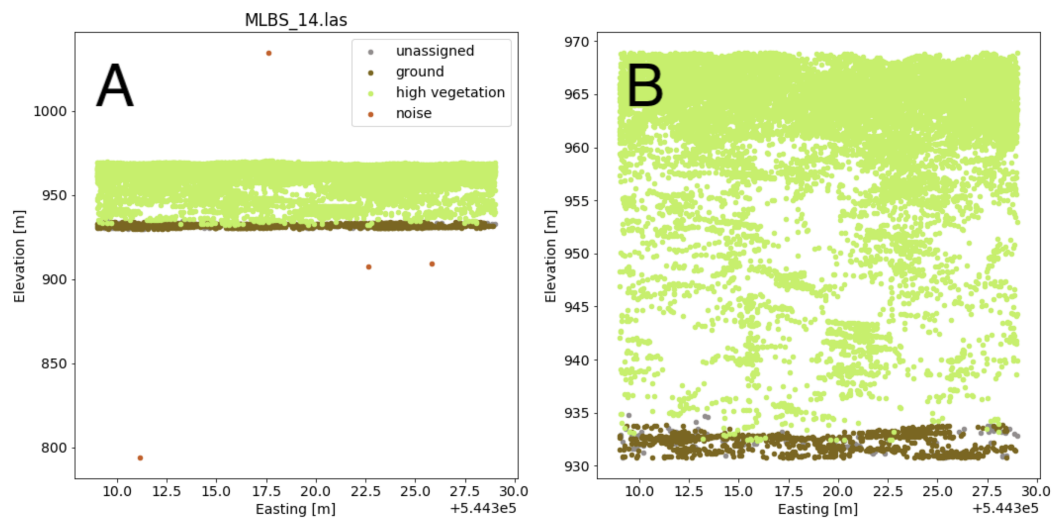 MLBS_14.las
A
unassigned
ground
high vegetation
noise
1000
950
900
850
800
Elevation [m]
10.0 12.5 15.0 17.5 20.0 22.5 25.0 27.5 30.0
Easting [m]
+5.443e5
B
970
965
960
955
950
945
940
935
930
Elevation [m]
10.0 12.5 15.0 17.5 20.0 22.5 25.0 27.5 30.0
Easting [m]
+5.443e5